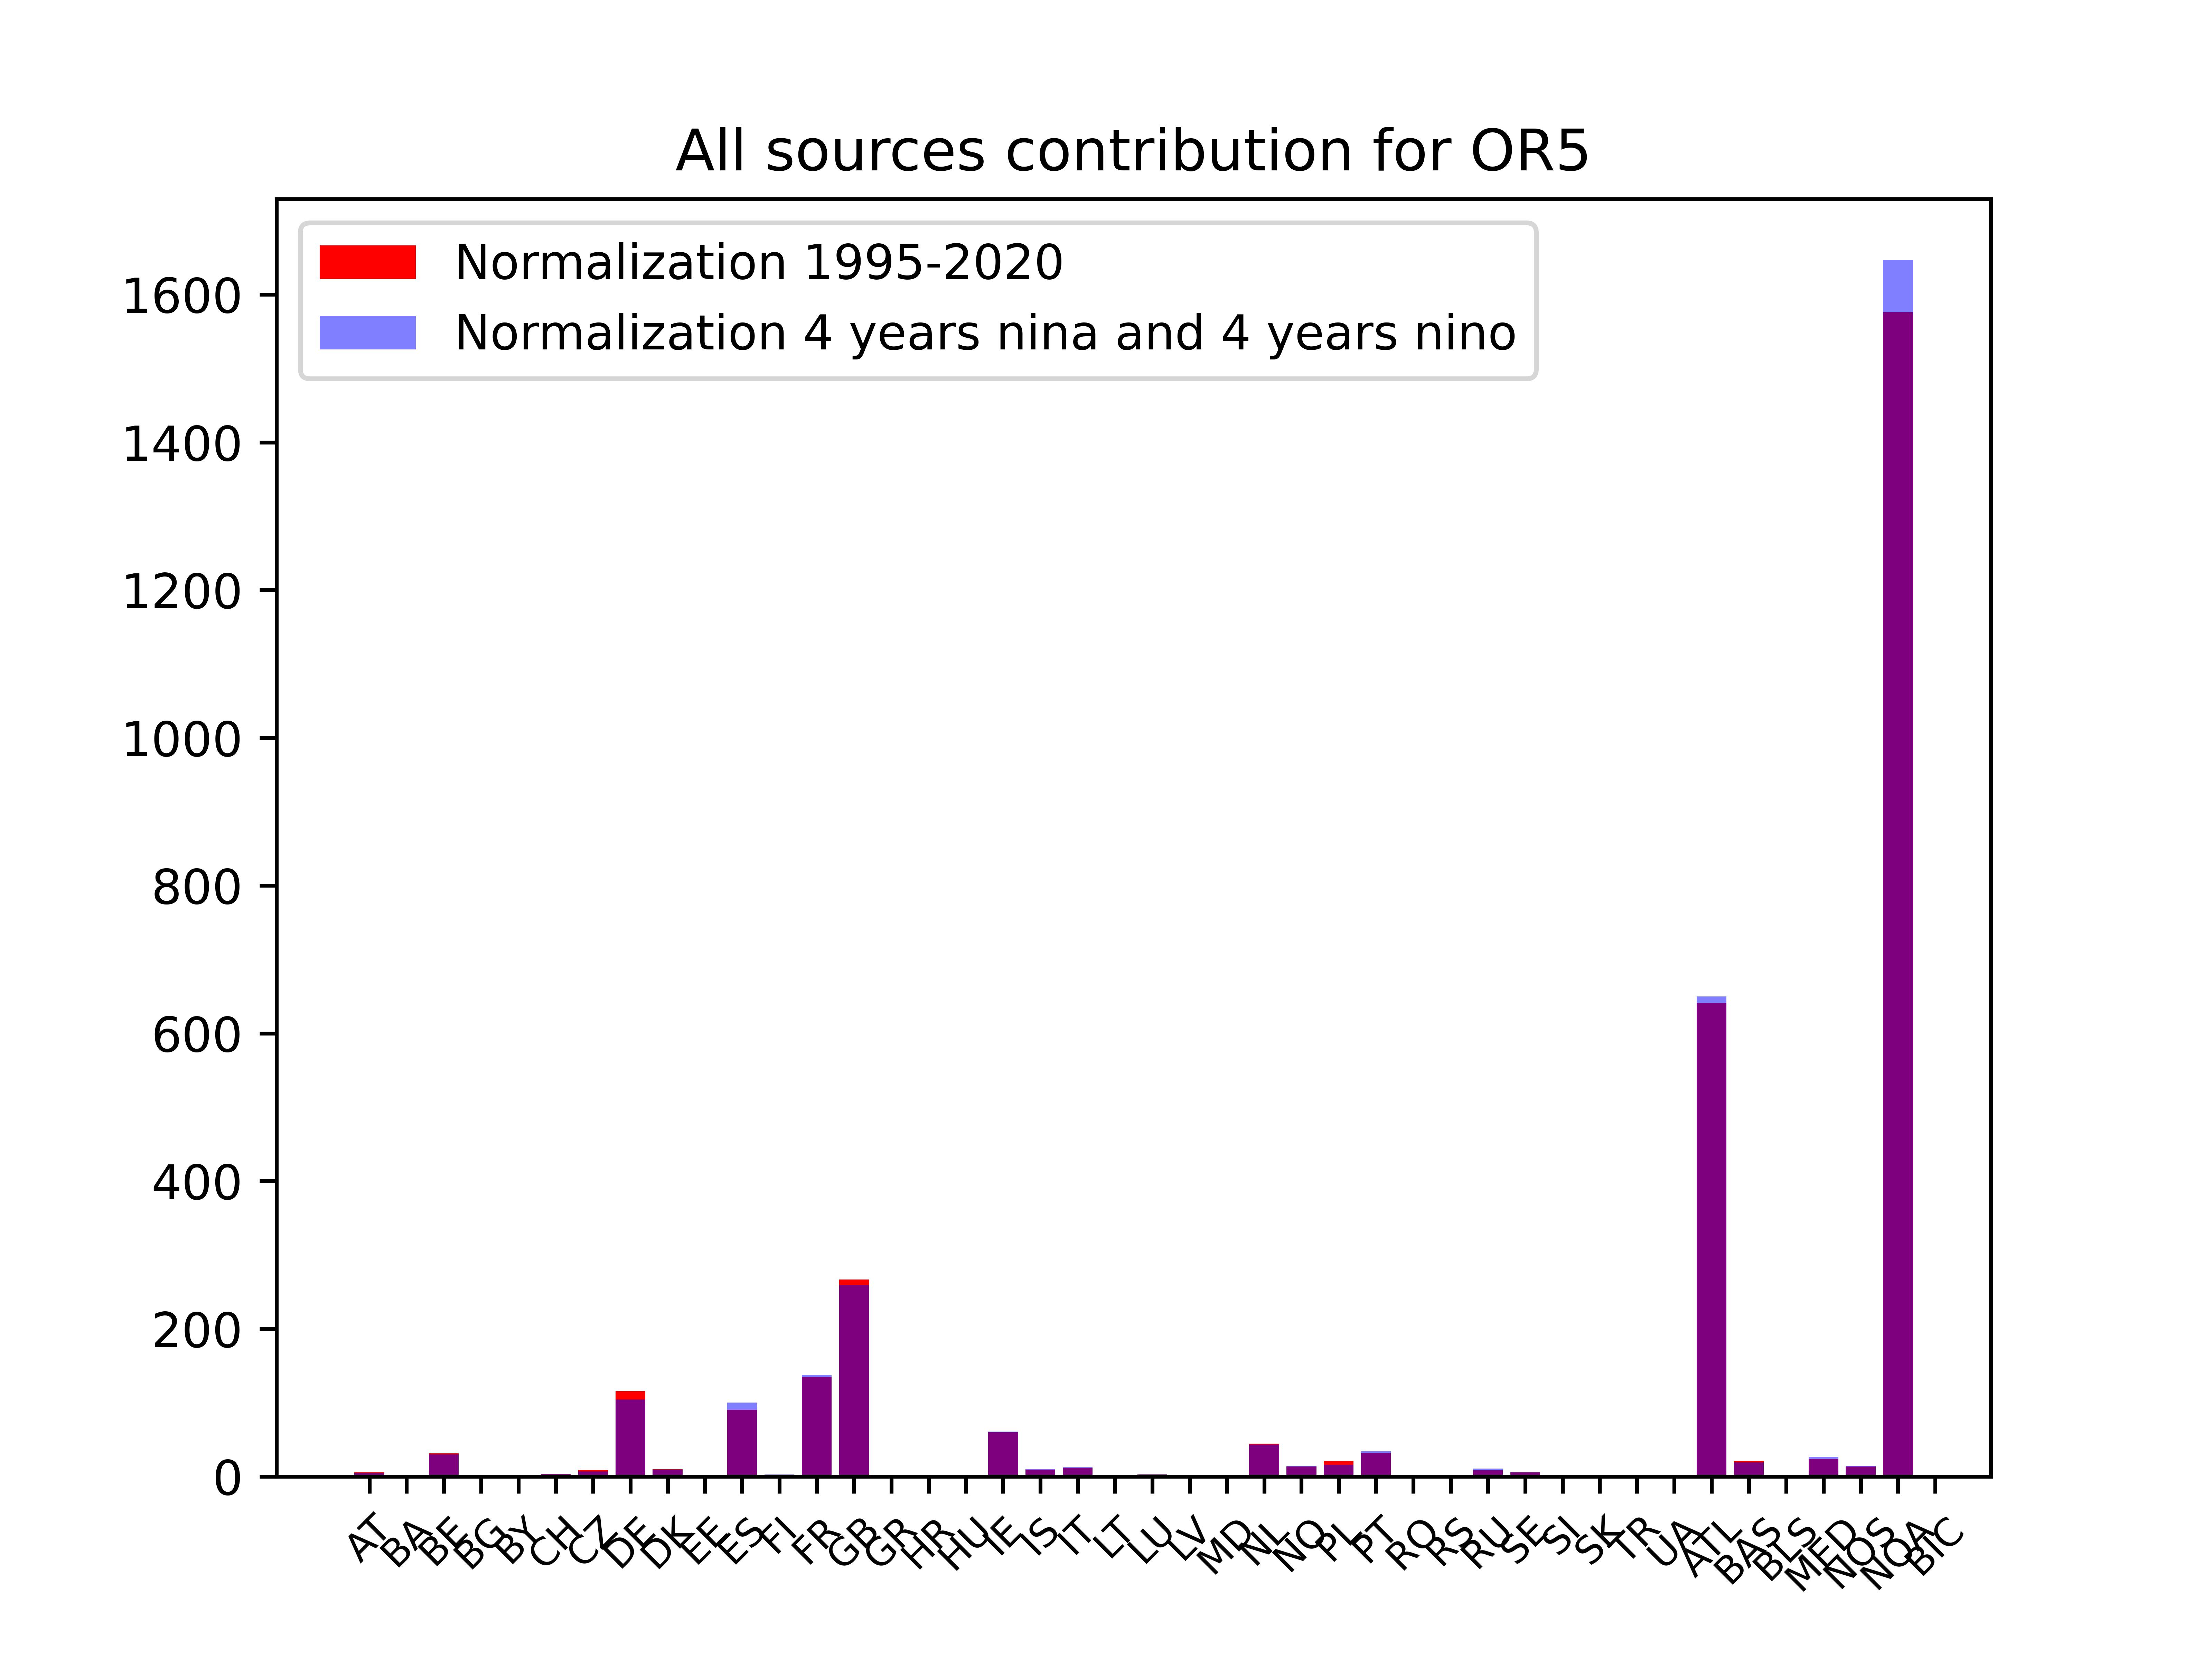 All sources contribution for OR5
Normalization 1995-2020
Normalization 4 years nina and 4 years nino
1600
1400
1200
1000
800
600
400
200
0
AT
BA
BE
BG
BY
CH
CZ
DE
DK
EE
ES
FI
FR
GB
GR
HR
HU
IE
IS
IT
LT
LU
LV
MD
NL
NO
PL
PT
RO
RS
RU
SE
SI
SK
TR
UA
ATL
BAS
BLS
MED
NOS
NOA
BIC